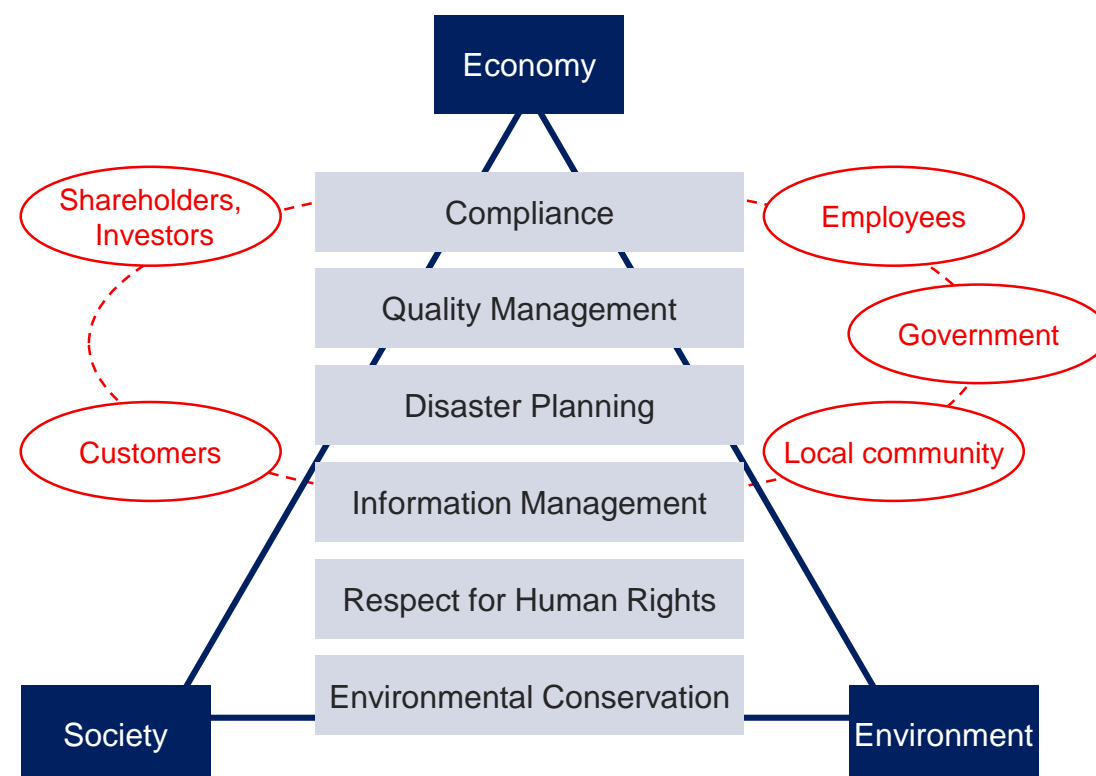 Economy
Shareholders,
Investors
Compliance
Employees
Quality Management
Government
Disaster Planning
Customers
Local community
Information Management
Respect for Human Rights
Environmental Conservation
Society
Environment